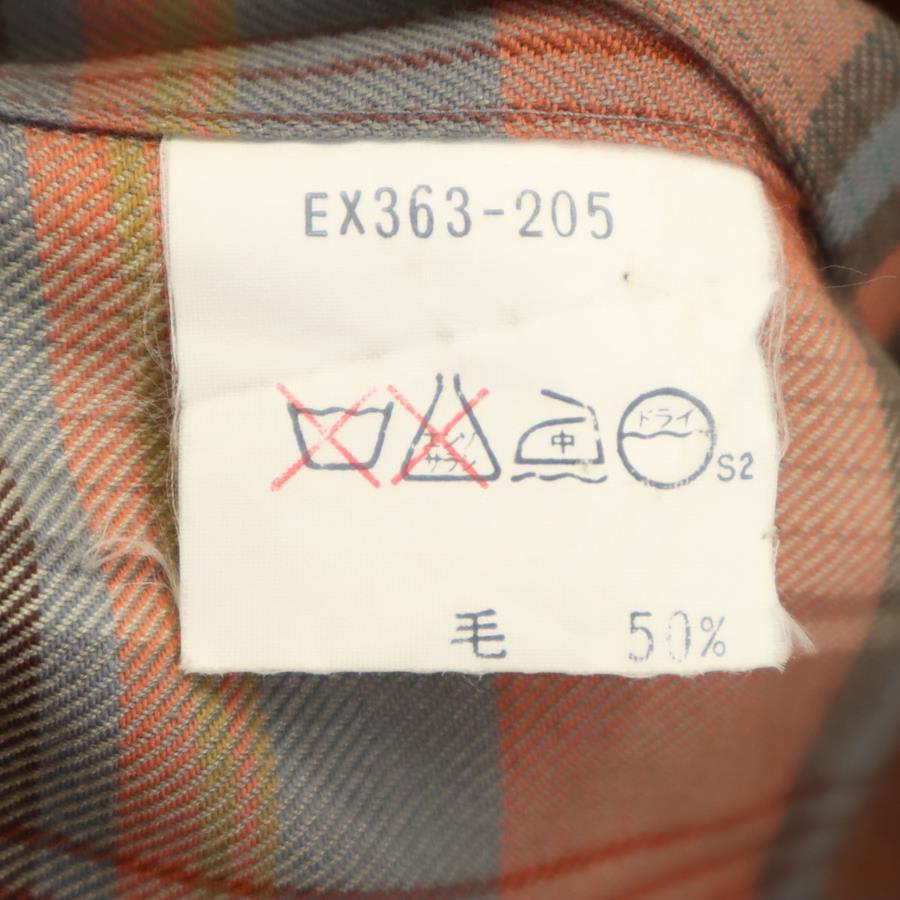 EX363-205
エンソ
サラシ
中
ドライ
S2
毛 50%